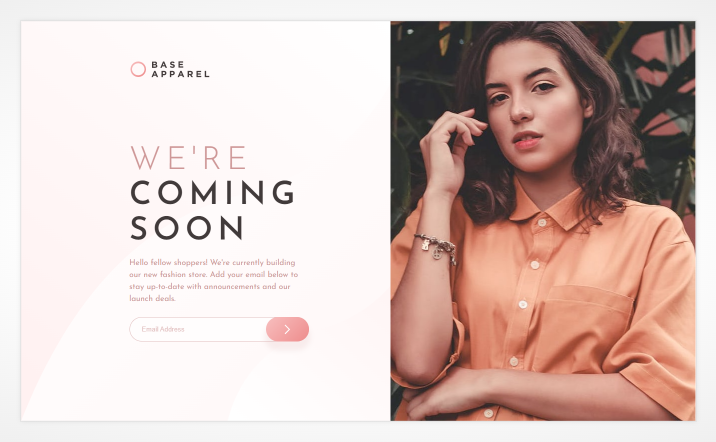 BASE
APPAREL
WE'RE
COMING
SOON
Hello fellow shoppers! We're currently building
our new fashion store. Add your email below to
stay up-to-date with announcements and our
launch deals.
Email Address